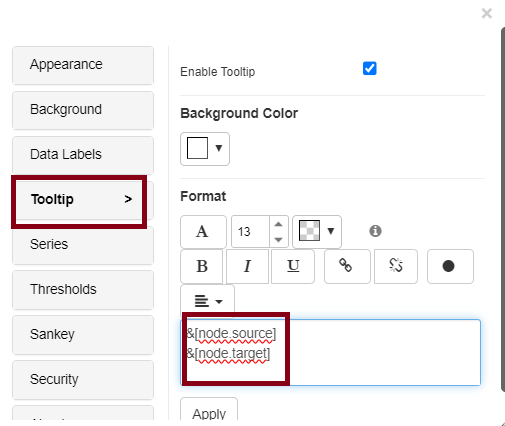 ×
Appearance
Background
Data Labels
Tooltip >
Series
Thresholds
Sankey
Security
Enable Tooltip
Background Color
Format
A 13
B I U
&[node.source]
&[node.target]
Apply